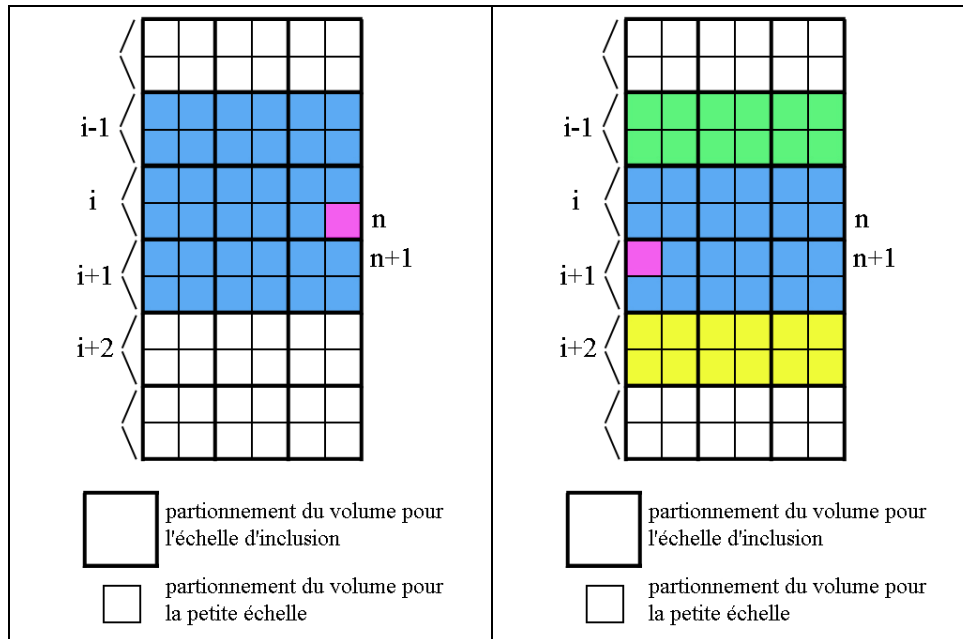 i-1
i
n
n+1
i+1
i+2
partionnement du volume pour
l'échelle d'inclusion
partionnement du volume pour
la petite échelle
i-1
i
n
n+1
i+1
i+2
partionnement du volume pour
l'échelle d'inclusion
partionnement du volume pour
la petite échelle